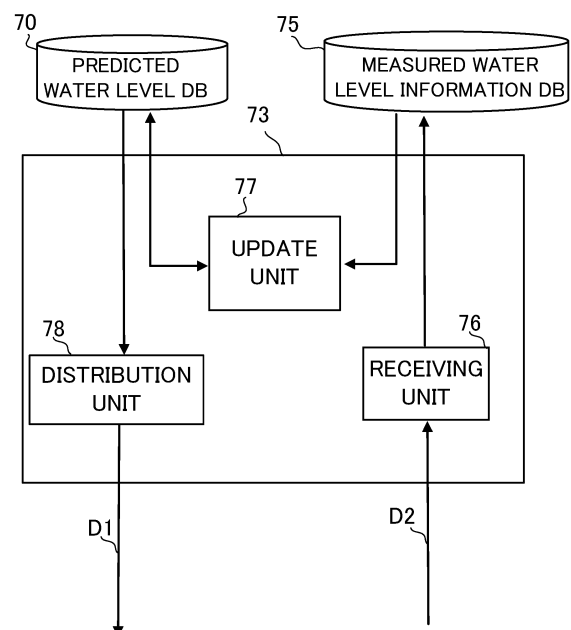 70
PREDICTED
WATER LEVEL DB
75
MEASURED WATER
LEVEL INFORMATION DB
73
77
UPDATE
UNIT
78
DISTRIBUTION
UNIT
76
RECEIVING
UNIT
D1
D2